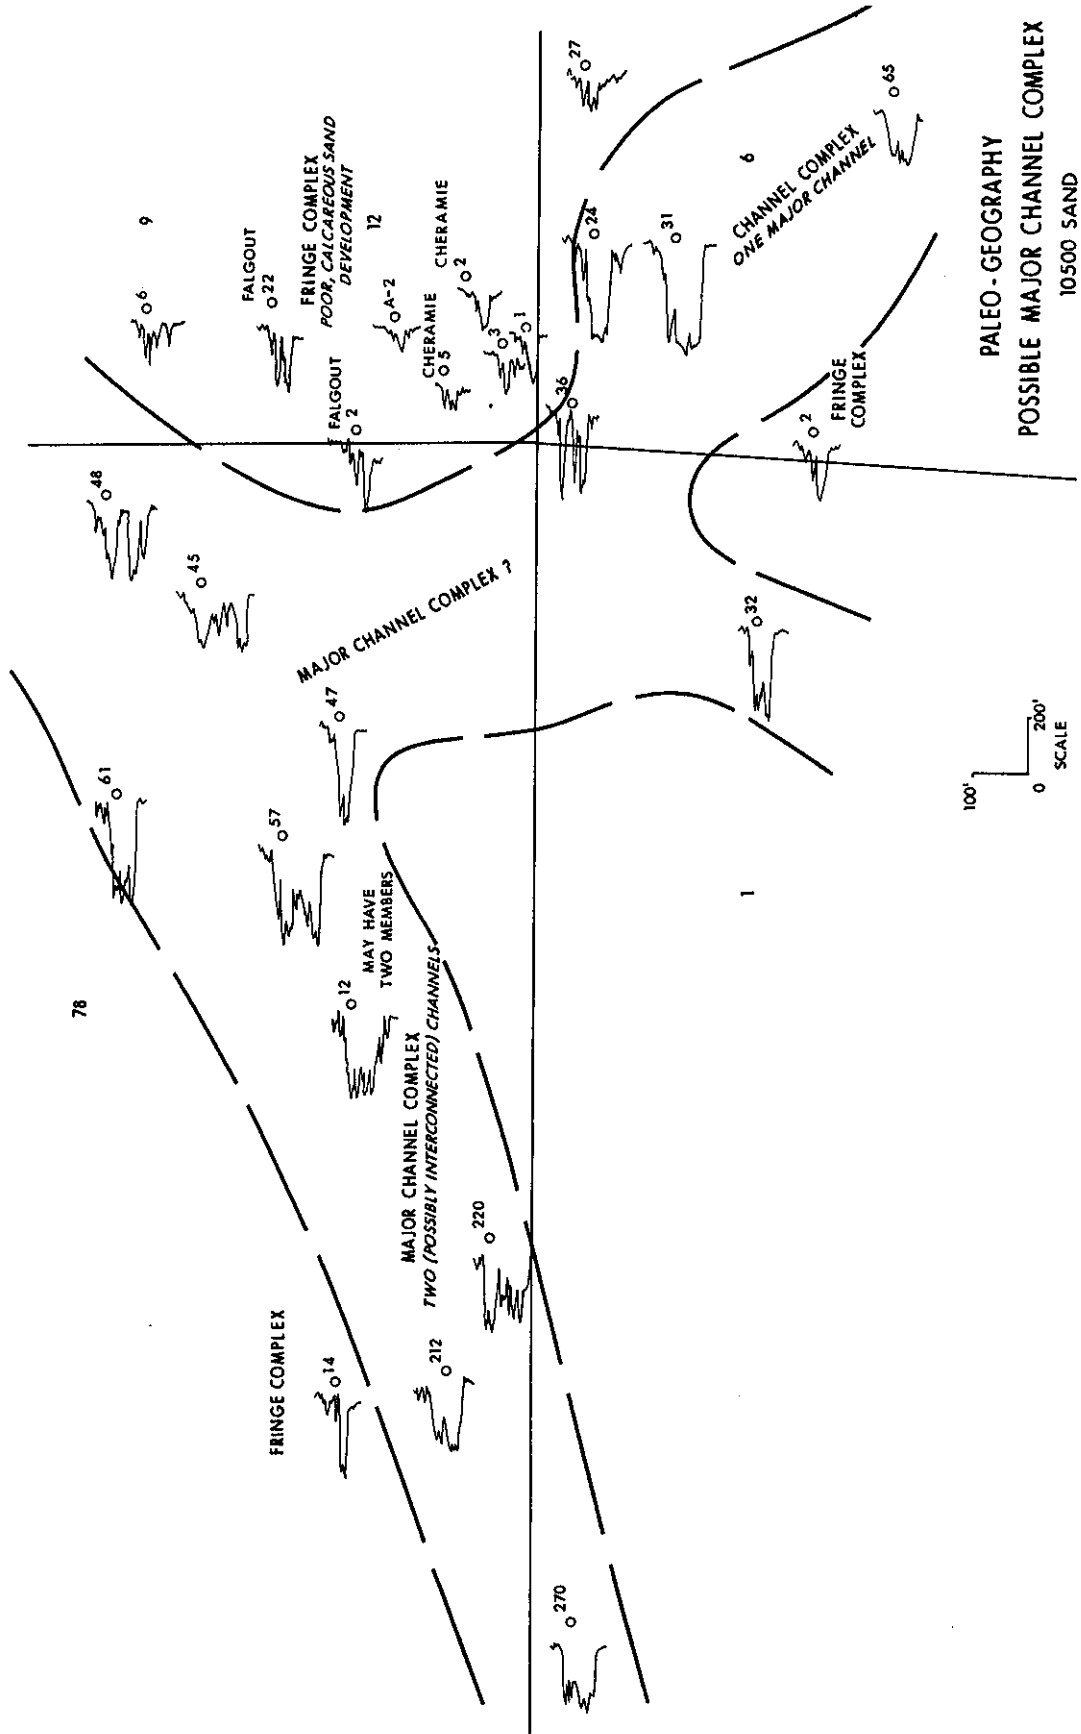 9
6
FALGOUT
22
FRINGE COMPLEX
POOR, CALCAREOUS SAND
DEVELOPMENT
12
A-2
CHERAMIE
2
CHERAMIE
5
3
1
FALGOUT
2
48
45
MAJOR CHANNEL COMPLEX ?
47
61
57
78
MAY HAVE
TWO MEMBERS
12
MAJOR CHANNEL COMPLEX
TWO (POSSIBLY INTERCONNECTED) CHANNELS
220
212
FRINGE COMPLEX
14
270
27
24
31
36
6
CHANNEL COMPLEX
ONE MAJOR CHANNEL
65
2
FRINGE
COMPLEX
32
1
100'
0
200'
SCALE
PALEO-GEOGRAPHY
POSSIBLE MAJOR CHANNEL COMPLEX
10500 SAND